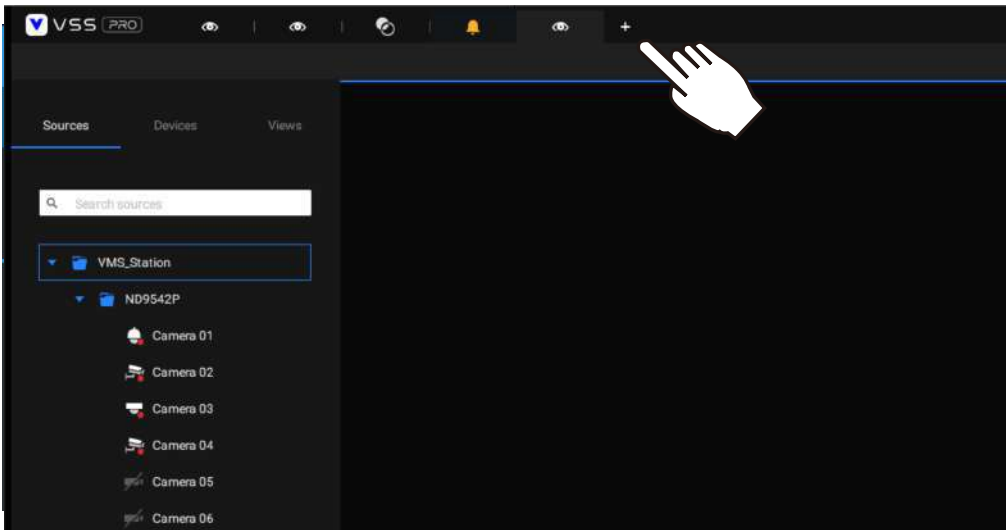 VSS PRO
+
Sources Devices Views
Search sources
VMS_Station
ND9542P
Camera 01
Camera 02
Camera 03
Camera 04
Camera 05
Camera 06